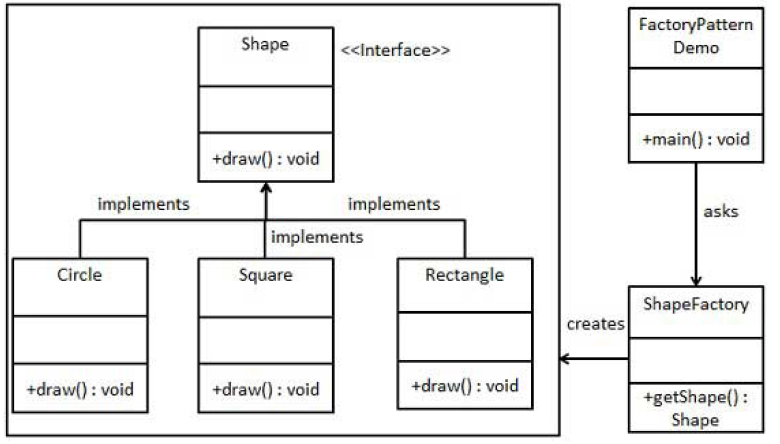 Shape
<<Interface>>
+draw() : void
implements
implements
implements
Circle
+draw() : void
Square
+draw() : void
Rectangle
+draw() : void
FactoryPattern
Demo
+main() : void
asks
ShapeFactory
+getShape() :
Shape
creates